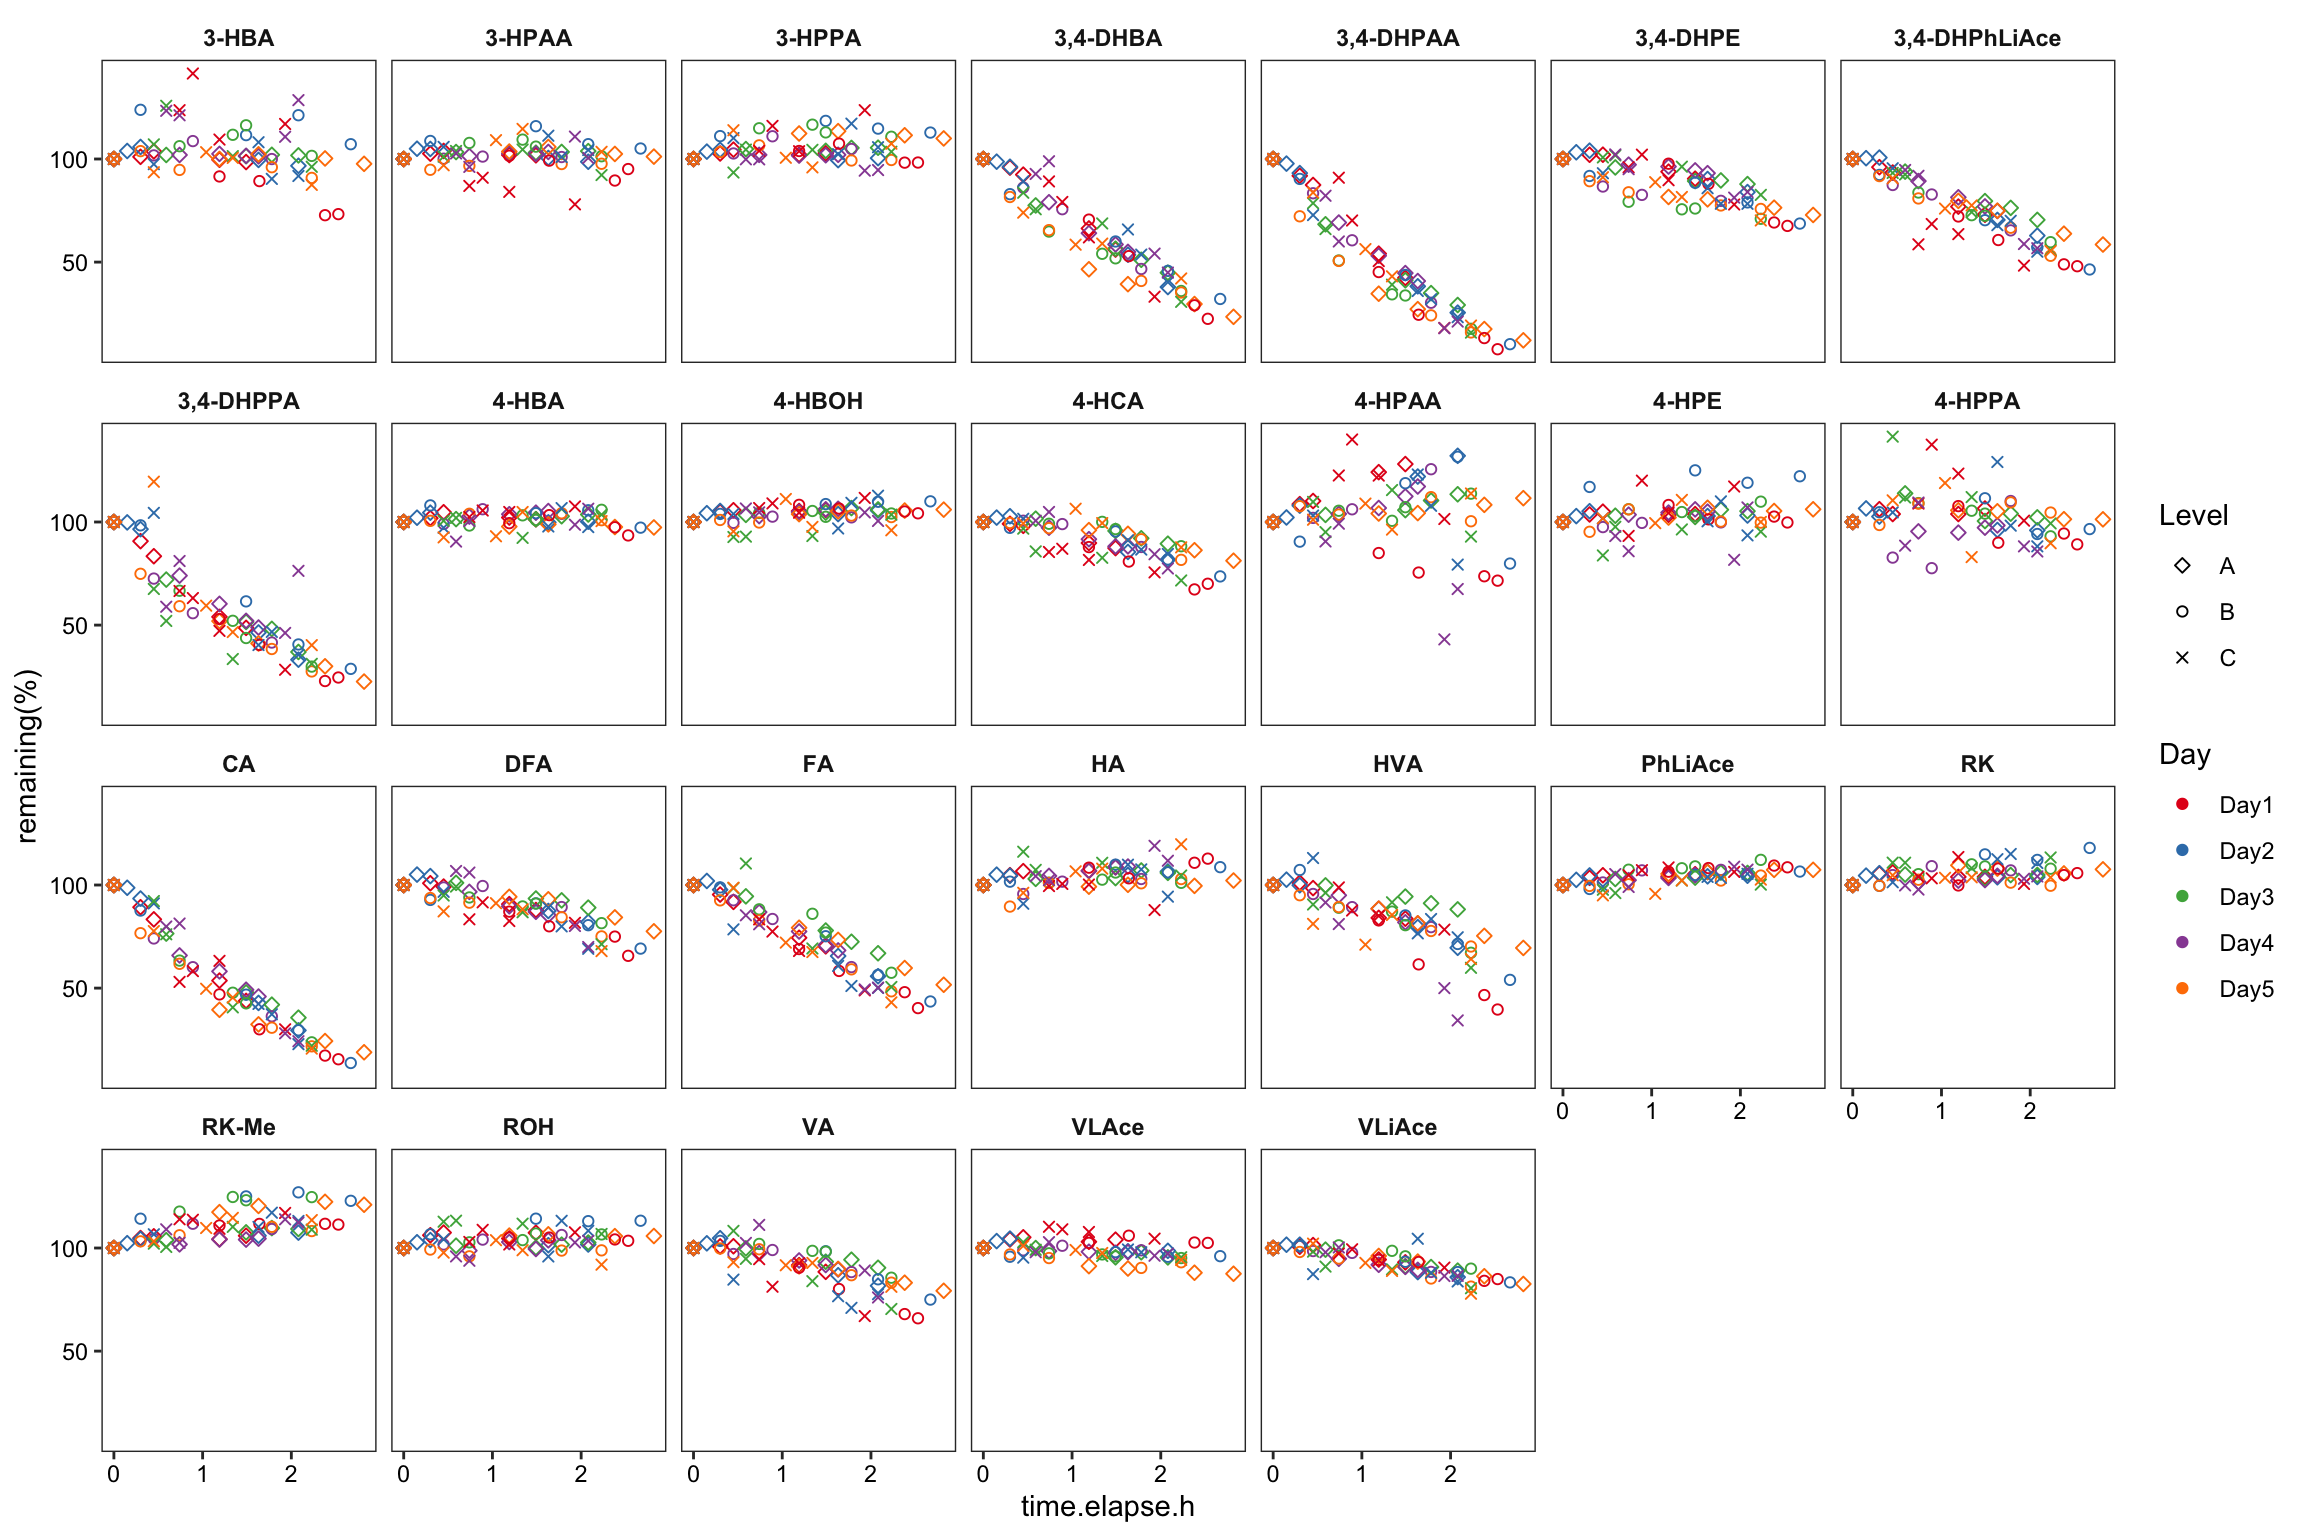 3-HBA 3-HPAA 3-HPPA 3,4-DHBA 3,4-DHPAA 3,4-DHPE 3,4-DHPhLiAce
100
50
3,4-DHPPA 4-HBA 4-HBOH 4-HCA 4-HPAA 4-HPE 4-HPPA
100
50
CA DFA FA HA HVA PhLiAce RK
100
50
0 1 2 0 1 2
RK-Me ROH VA VLAce VLiAce
100
50
0 1 2 0 1 2 0 1 2 0 1 2 0 1 2
time.elapse.h
remaining(%)
Level
A
B
C
Day
Day1
Day2
Day3
Day4
Day5